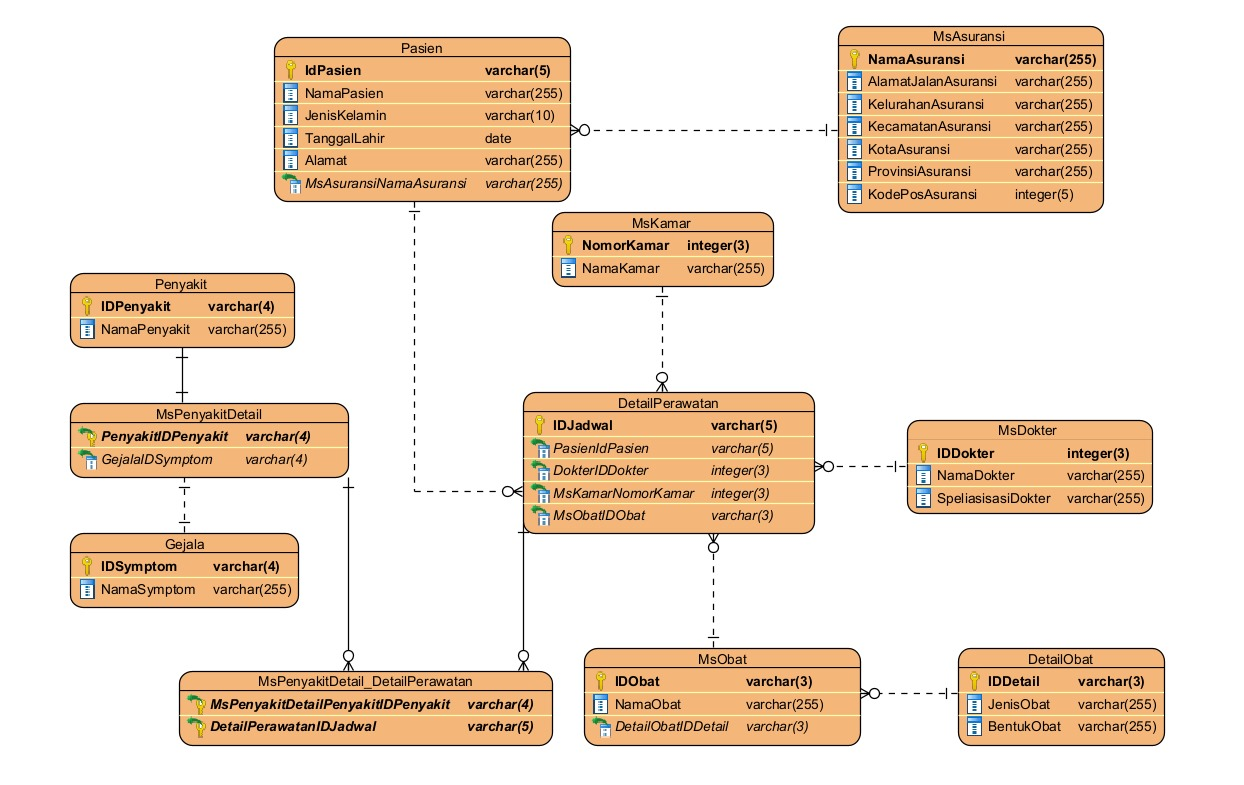 Pasien
IdPasien varchar(5)
NamaPasien varchar(255)
JenisKelamin varchar(10)
TanggalLahir date
Alamat varchar(255)
MsAsuransiNamaAsuransi varchar(255)
MsAsuransi
NamaAsuransi varchar(255)
AlamatJalanAsuransi varchar(255)
KelurahanAsuransi varchar(255)
KecamatanAsuransi varchar(255)
KotaAsuransi varchar(255)
ProvinsiAsuransi varchar(255)
KodePosAsuransi integer(5)
MsKamar
NomorKamar integer(3)
NamaKamar varchar(255)
Penyakit
IDPenyakit varchar(4)
NamaPenyakit varchar(255)
MsPenyakitDetail
PenyakitIDPenyakit varchar(4)
GejalaIDSymptom varchar(4)
Gejala
IDSymptom varchar(4)
NamaSymptom varchar(255)
DetailPerawatan
IDJadwal varchar(5)
PasienIdPasien varchar(5)
DokterIDDokter integer(3)
MsKamarNomorKamar integer(3)
MsObatIDObat varchar(3)
MsDokter
IDDokter integer(3)
NamaDokter varchar(255)
SpeliasisasiDokter varchar(255)
MsPenyakitDetail_DetailPerawatan
MsPenyakitDetailPenyakitIDPenyakit varchar(4)
DetailPerawatanIDJadwal varchar(5)
MsObat
IDObat varchar(3)
NamaObat varchar(255)
DetailObatIDDetail varchar(3)
DetailObat
IDDetail varchar(3)
JenisObat varchar(255)
BentukObat varchar(255)